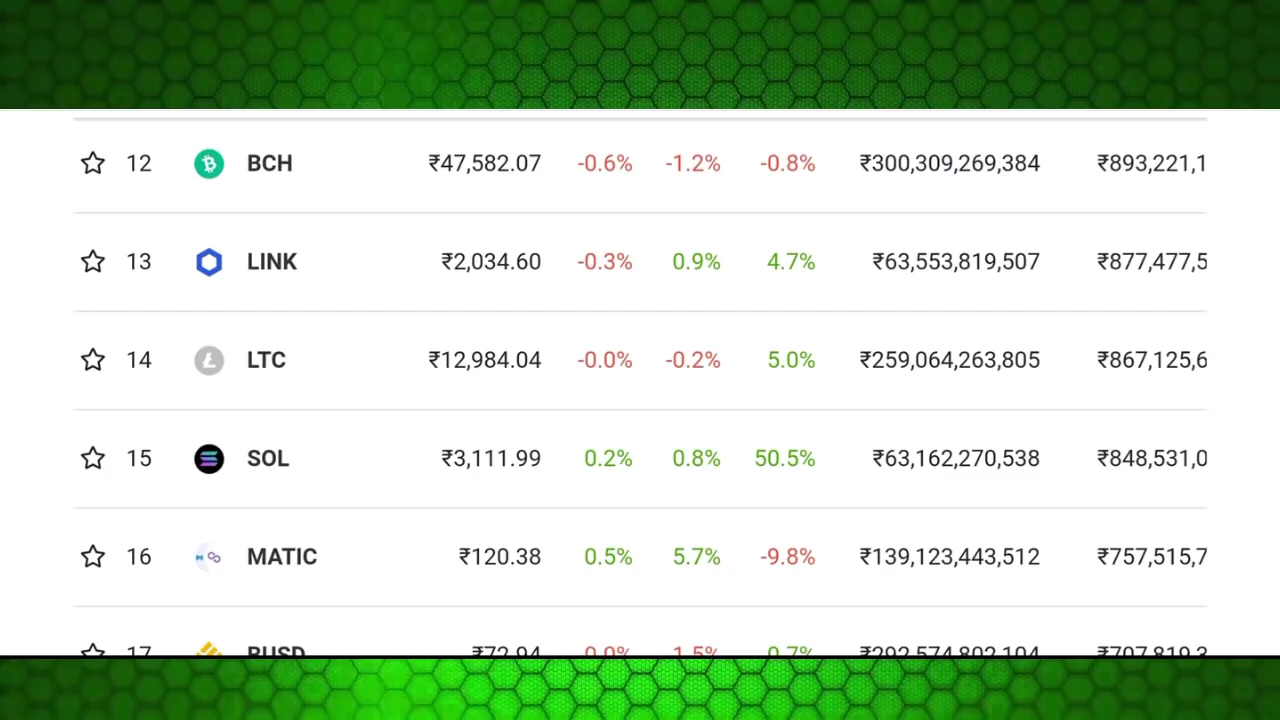 12 BCH ₹47,582.07 -0.6% -1.2% -0.8% ₹300,309,269,384 ₹893,221,1
13 LINK ₹2,034.60 -0.3% 0.9% 4.7% ₹63,553,819,507 ₹877,477,5
14 LTC ₹12,984.04 -0.0% -0.2% 5.0% ₹259,064,263,805 ₹867,125,6
15 SOL ₹3,111.99 0.2% 0.8% 50.5% ₹63,162,270,538 ₹848,531,0
16 MATIC ₹120.38 0.5% 5.7% -9.8% ₹139,123,443,512 ₹757,515,7
17 BUSD ₹72.94